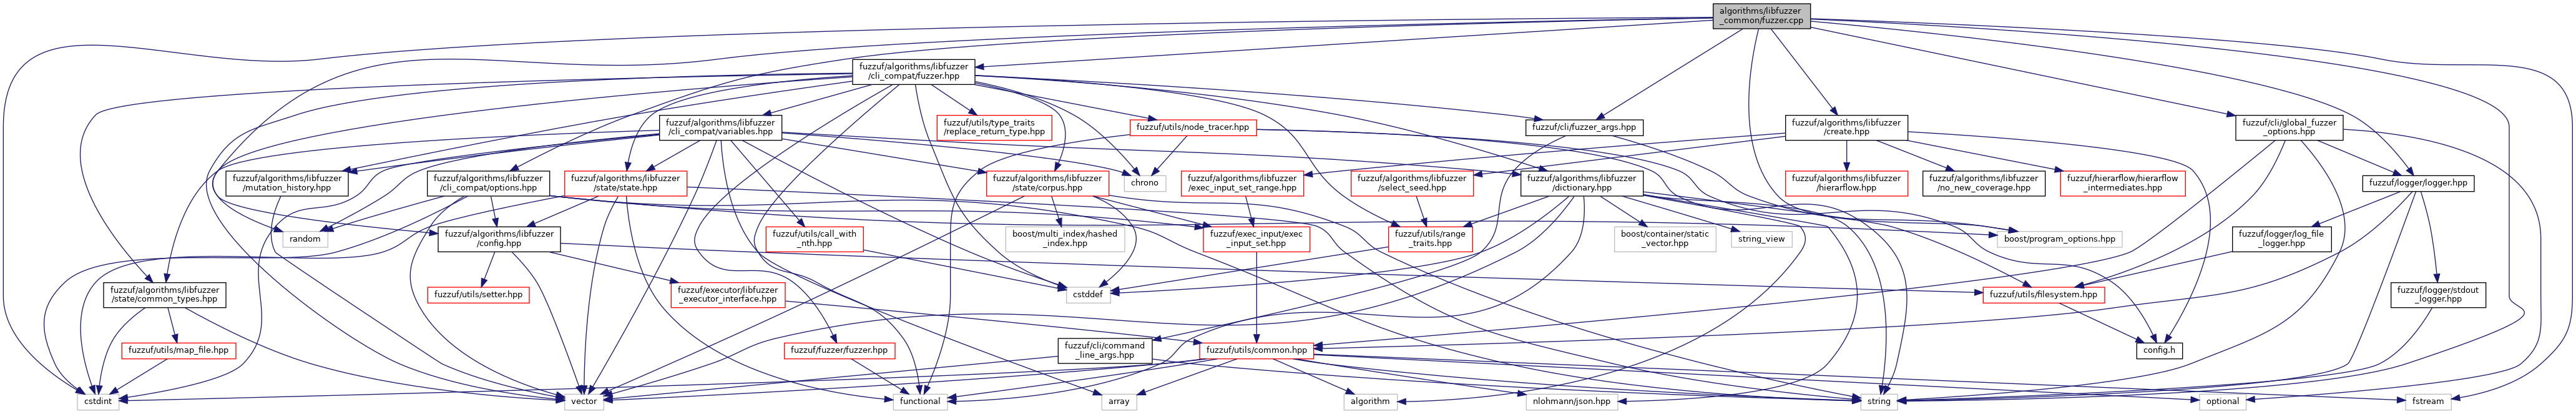 algorithms/libfuzzer
_common/fuzzer.cpp
fuzzuf/algorithms/libfuzzer
/cli_compat/fuzzer.hpp
fuzzuf/algorithms/libfuzzer
/cli_compat/variables.hpp
fuzzuf/utils/type_traits
/replace_return_type.hpp
fuzzuf/utils/node_tracer.hpp
fuzzuf/cli/fuzzer_args.hpp
fuzzuf/algorithms/libfuzzer
/create.hpp
fuzzuf/cli/global_fuzzer
_options.hpp
fuzzuf/algorithms/libfuzzer
/mutation_history.hpp
fuzzuf/algorithms/libfuzzer
/cli_compat/options.hpp
fuzzuf/algorithms/libfuzzer
/state/state.hpp
fuzzuf/algorithms/libfuzzer
/state/corpus.hpp
chrono
fuzzuf/algorithms/libfuzzer
/exec_input_set_range.hpp
fuzzuf/algorithms/libfuzzer
/select_seed.hpp
fuzzuf/algorithms/libfuzzer
/dictionary.hpp
fuzzuf/algorithms/libfuzzer
/hierarflow.hpp
fuzzuf/algorithms/libfuzzer
/no_new_coverage.hpp
fuzzuf/hierarflow/hierarflow
_intermediates.hpp
fuzzuf/logger/logger.hpp
random
fuzzuf/algorithms/libfuzzer
/config.hpp
fuzzuf/utils/call_with
_nth.hpp
boost/multi_index/hashed
_index.hpp
fuzzuf/exec_input/exec
_input_set.hpp
fuzzuf/utils/range
_traits.hpp
boost/container/static
_vector.hpp
string_view
boost/program_options.hpp
fuzzuf/logger/log_file
_logger.hpp
fuzzuf/algorithms/libfuzzer
/state/common_types.hpp
fuzzuf/utils/setter.hpp
fuzzuf/executor/libfuzzer
_executor_interface.hpp
cstddef
fuzzuf/utils/filesystem.hpp
fuzzuf/logger/stdout
_logger.hpp
fuzzuf/utils/map_file.hpp
fuzzuf/fuzzer/fuzzer.hpp
fuzzuf/cli/command
_line_args.hpp
fuzzuf/utils/common.hpp
config.h
cstdint
vector
functional
array
algorithm
nlohmann/json.hpp
string
optional
fstream